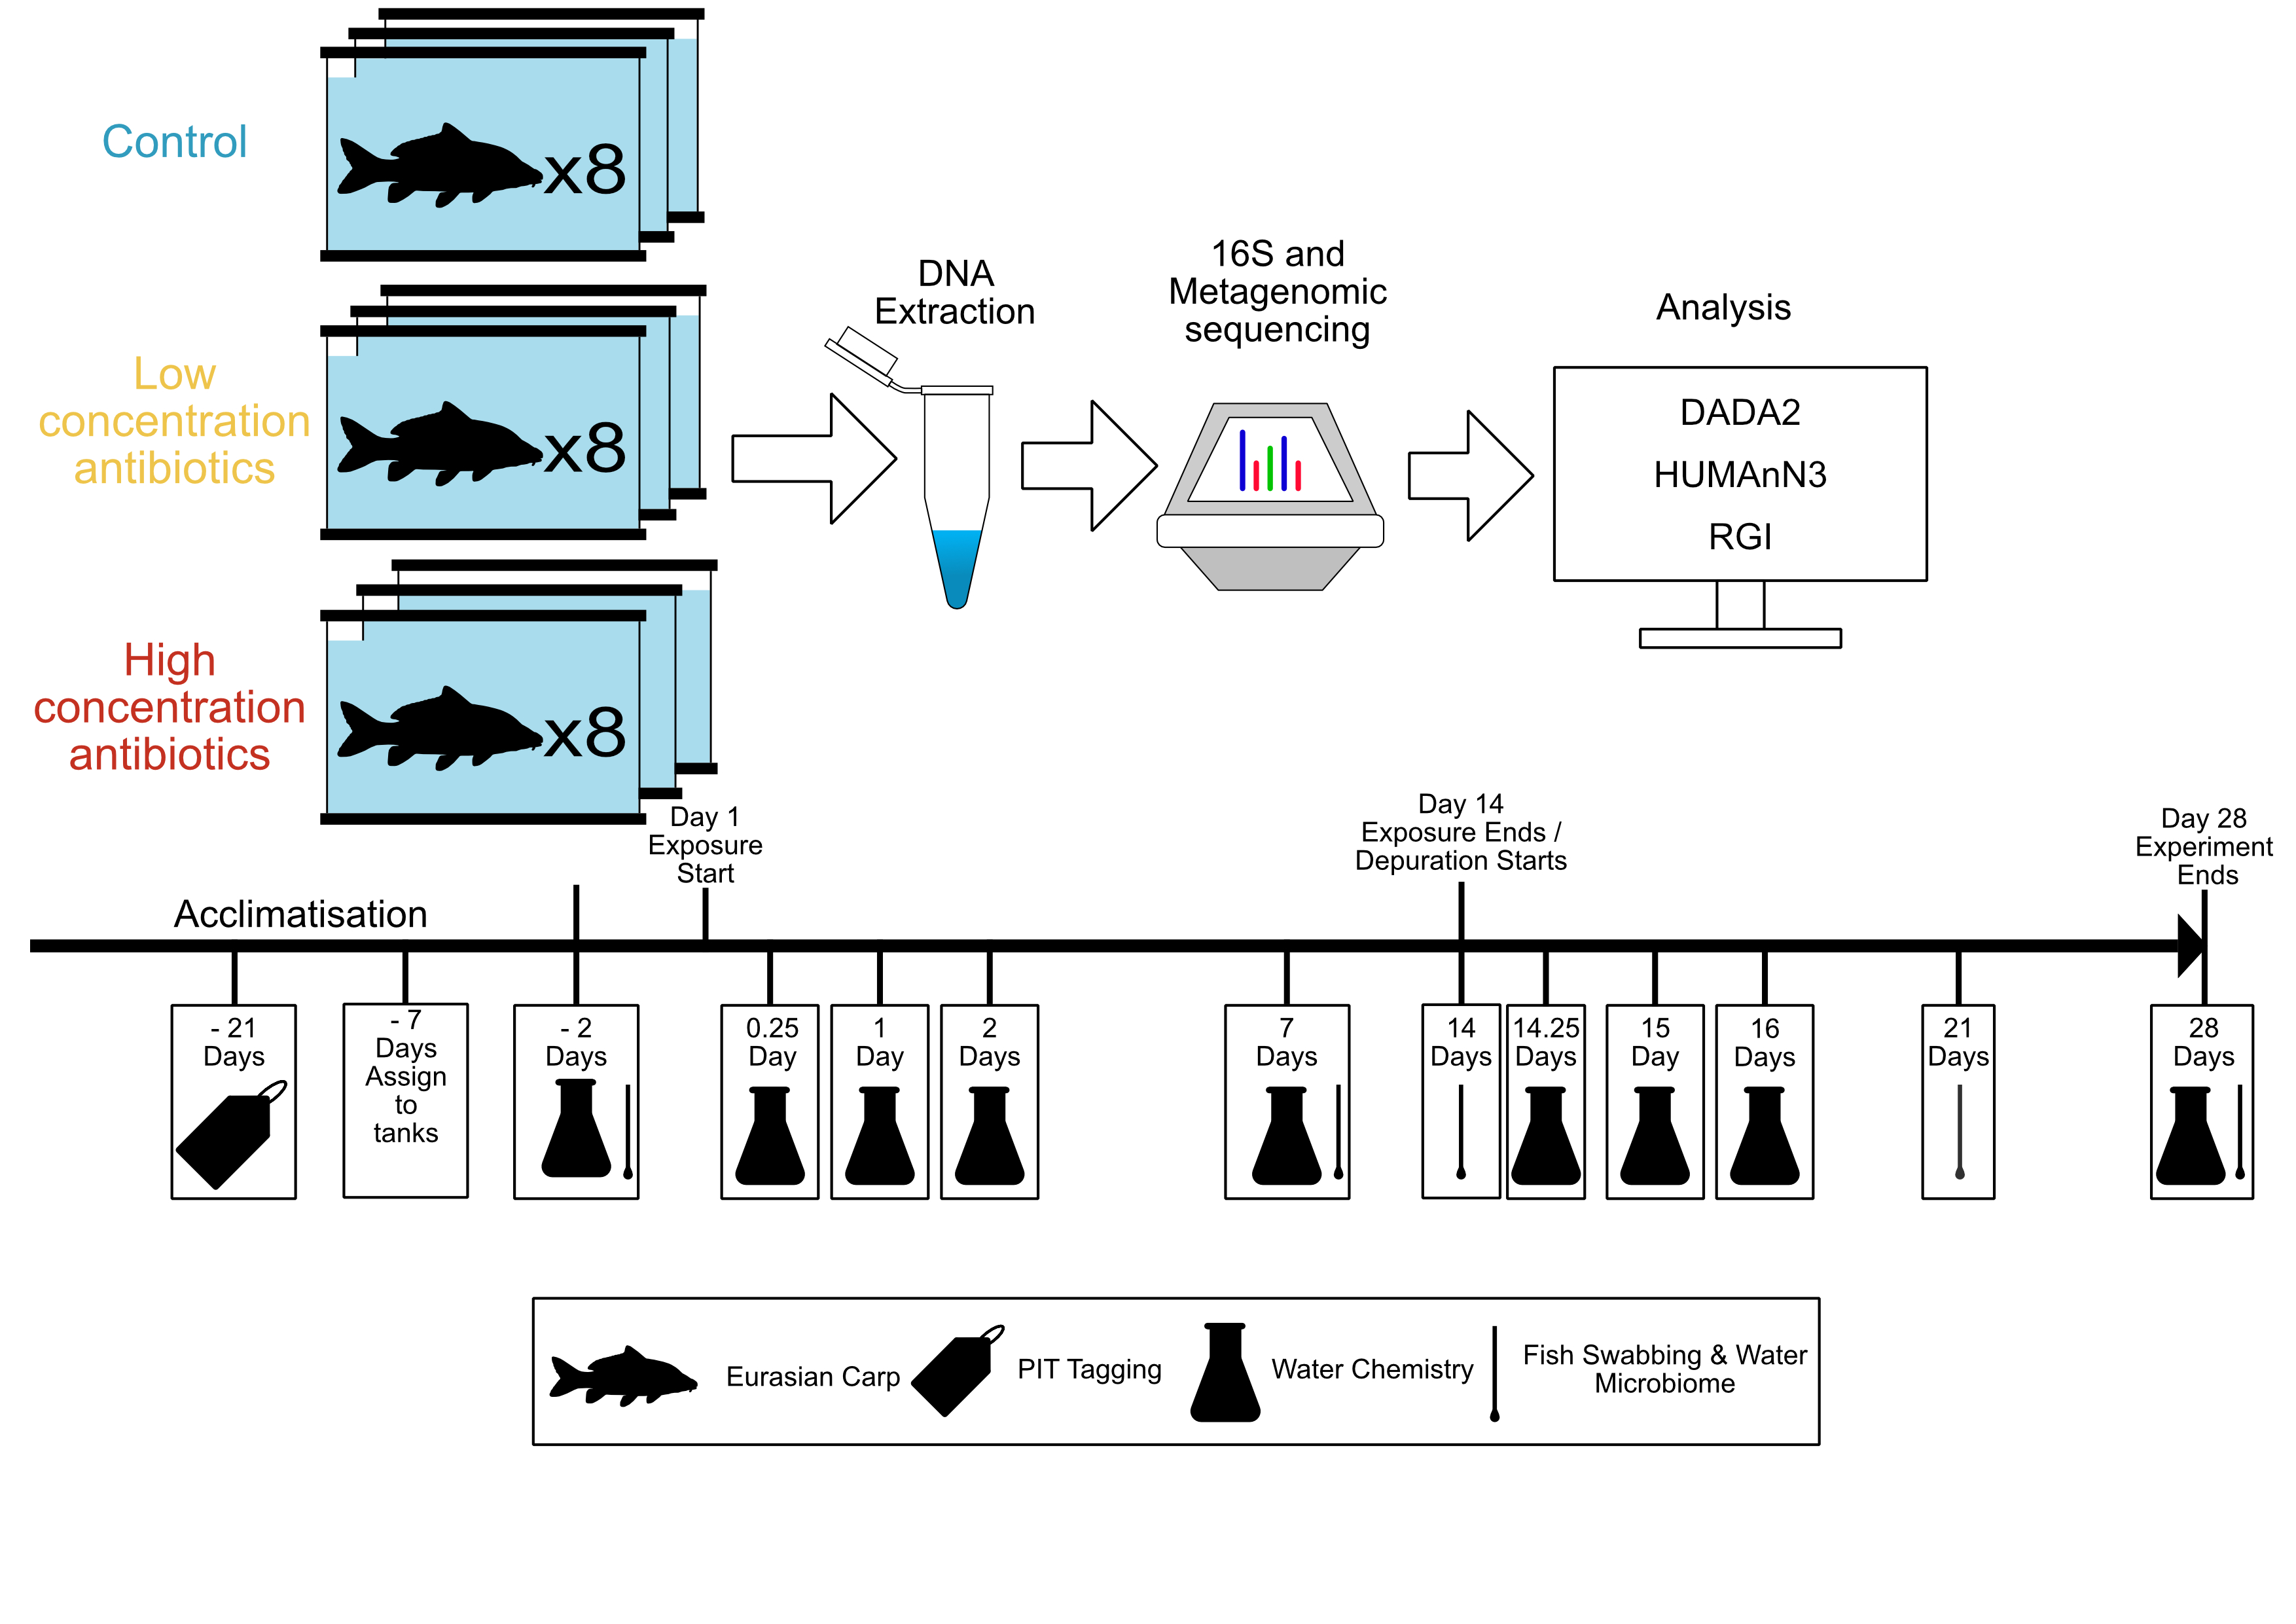 Control
x8
Low
concentration
antibiotics
x8
High
concentration
antibiotics
x8
DNA
Extraction
16S and
Metagenomic
sequencing
Analysis
DADA2
HUMAnN3
RGI
Day 1
Exposure
Start
Day 14
Exposure Ends /
Depuration Starts
Day 28
Experiment
Ends
Acclimatisation
- 21
Days
- 7
Days
Assign
to
tanks
- 2
Days
0.25
Day
1
Day
2
Days
7
Days
14
Days
14.25
Days
15
Day
16
Days
21
Days
28
Days
Eurasian Carp
PIT Tagging
Water Chemistry
Fish Swabbing & Water
Microbiome